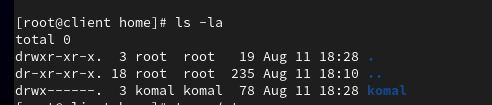 [root@client home]# ls -la
total 0
drwxr-xr-x.  3 root  root   19 Aug 11 18:28 .
dr-xr-xr-x. 18 root  root  235 Aug 11 18:10 ..
drwx------.  3 komal komal  78 Aug 11 18:28 komal